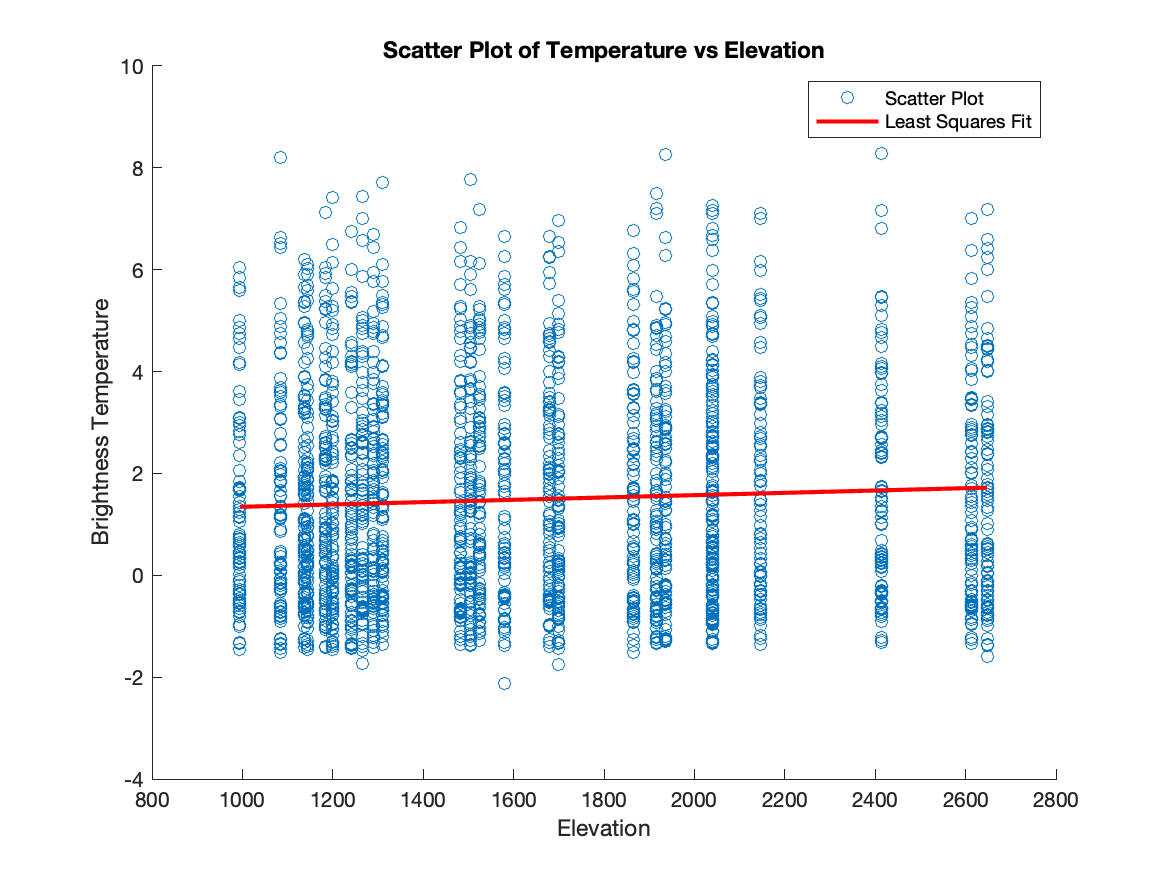 Scatter Plot of Temperature vs Elevation
Scatter Plot
Least Squares Fit
10
8
6
4
2
0
-2
-4
Brightness Temperature
800 1000 1200 1400 1600 1800 2000 2200 2400 2600 2800
Elevation